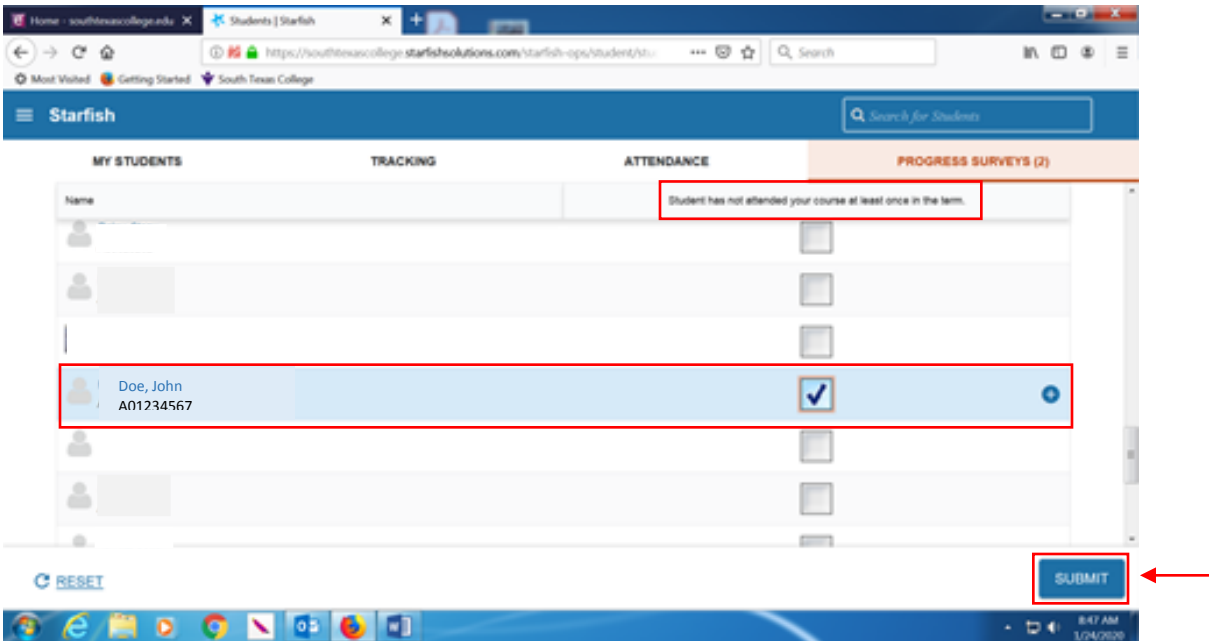 Home - southtexascollege.edu
Students | Starfish
https://southtexascollege.starfishsolutions.com/starfish-ops/student/stu
Search
Most Visited Getting Started South Texas College
Starfish
Search for Students
MY STUDENTS TRACKING ATTENDANCE PROGRESS SURVEYS (2)
Name
Student has not attended your course at least once in the term.
Doe, John
A01234567
RESET
SUBMIT
8:47 AM
1/24/2020